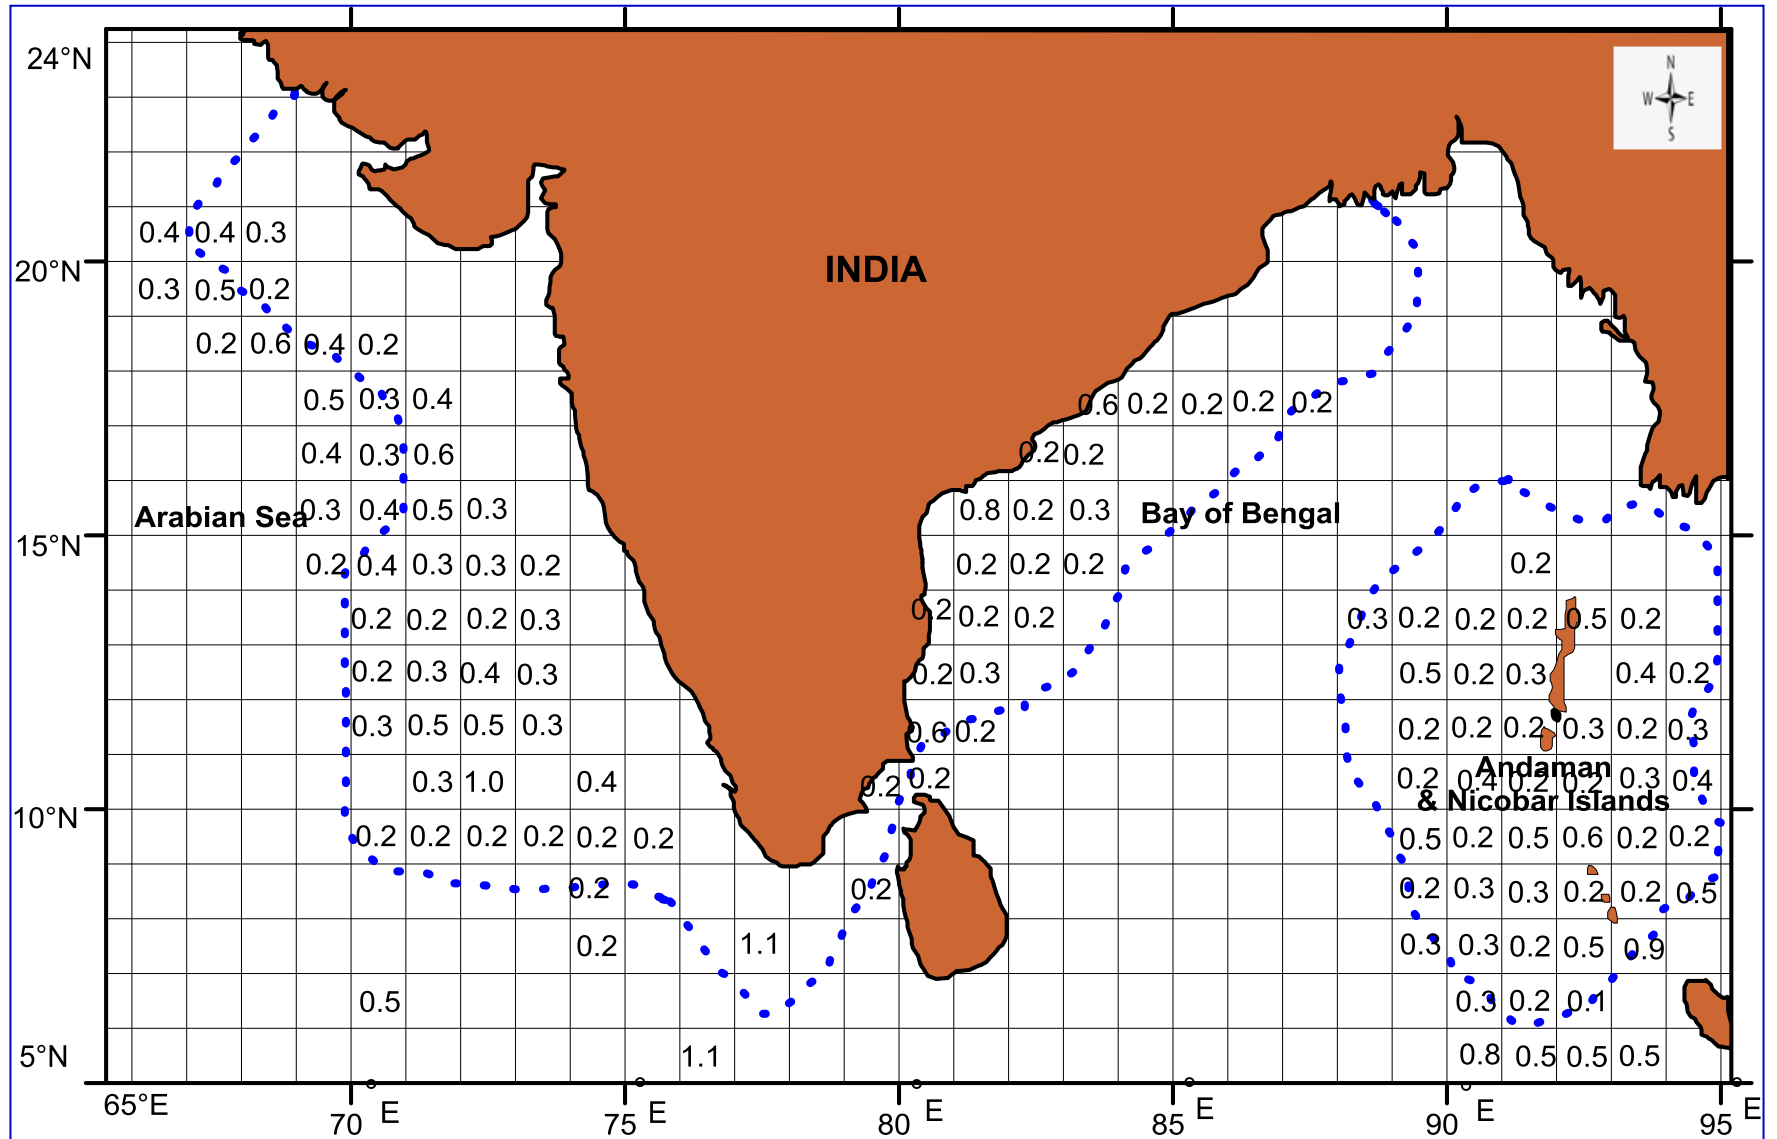 24°N
N
W E
S
0.4 0.4 0.3
INDIA
20°N
0.3 0.5 0.2
0.2 0.6 0.4 0.2
0.5 0.3 0.4
0.6 0.2 0.2 0.2 0.2
0.4 0.3 0.6
0.2 0.2
Arabian Sea
0.3 0.4 0.5 0.3
0.8 0.2 0.3
Bay of Bengal
15°N
0.2 0.4 0.3 0.3 0.2
0.2 0.2 0.2
0.2
0.2 0.2 0.2 0.3
0.2 0.2 0.2
0.3 0.2 0.2 0.2 0.5 0.2
0.2 0.3 0.4 0.3
0.2 0.3
0.5 0.2 0.3 0.4 0.2
0.3 0.5 0.5 0.3
0.6 0.2
0.2 0.2 0.2 0.3 0.2 0.3
0.3 1.0 0.4
0.2 0.2
Andaman
0.2 0.4 0.2 0.2 0.3 0.4
& Nicobar Islands
10°N
0.2 0.2 0.2 0.2 0.2 0.2
0.5 0.2 0.5 0.6 0.2 0.2
0.2
0.2
0.2 0.3 0.3 0.2 0.2 0.5
0.2
1.1
0.3 0.3 0.2 0.5 0.9
0.5
0.3 0.2 0.1
5°N
1.1
0.8 0.5 0.5 0.5
65°E
70 °E
75 °E
80 °E
85 °E
90 °E
95 °E